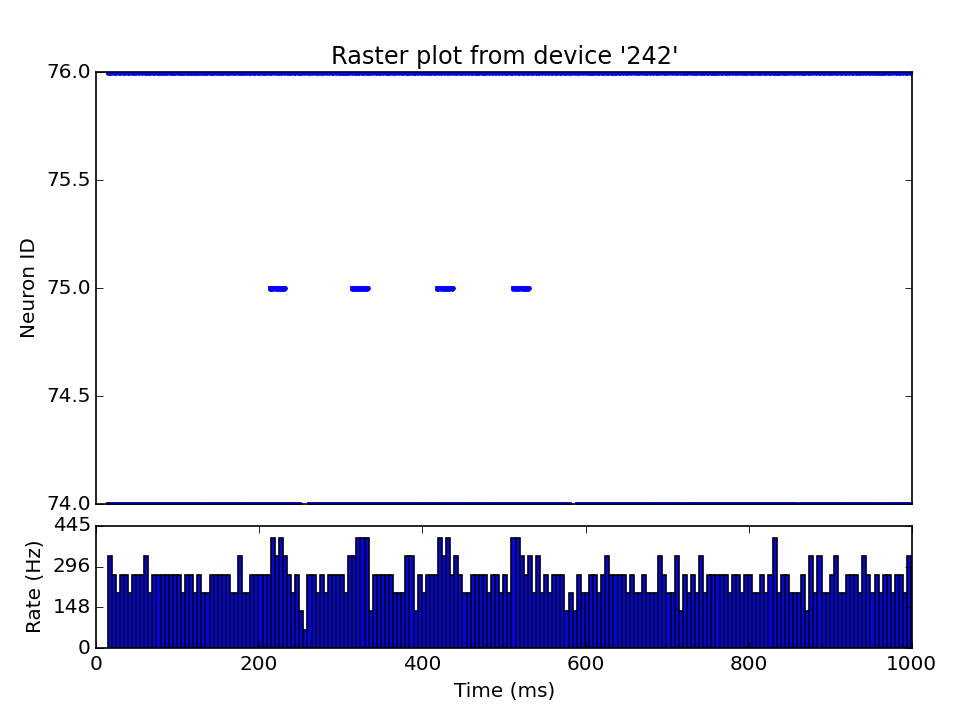 Raster plot from device '242'
76.0
75.5
75.0
74.5
74.0
Neuron ID
445
296
148
0
Rate (Hz)
0 200 400 600 800 1000
Time (ms)